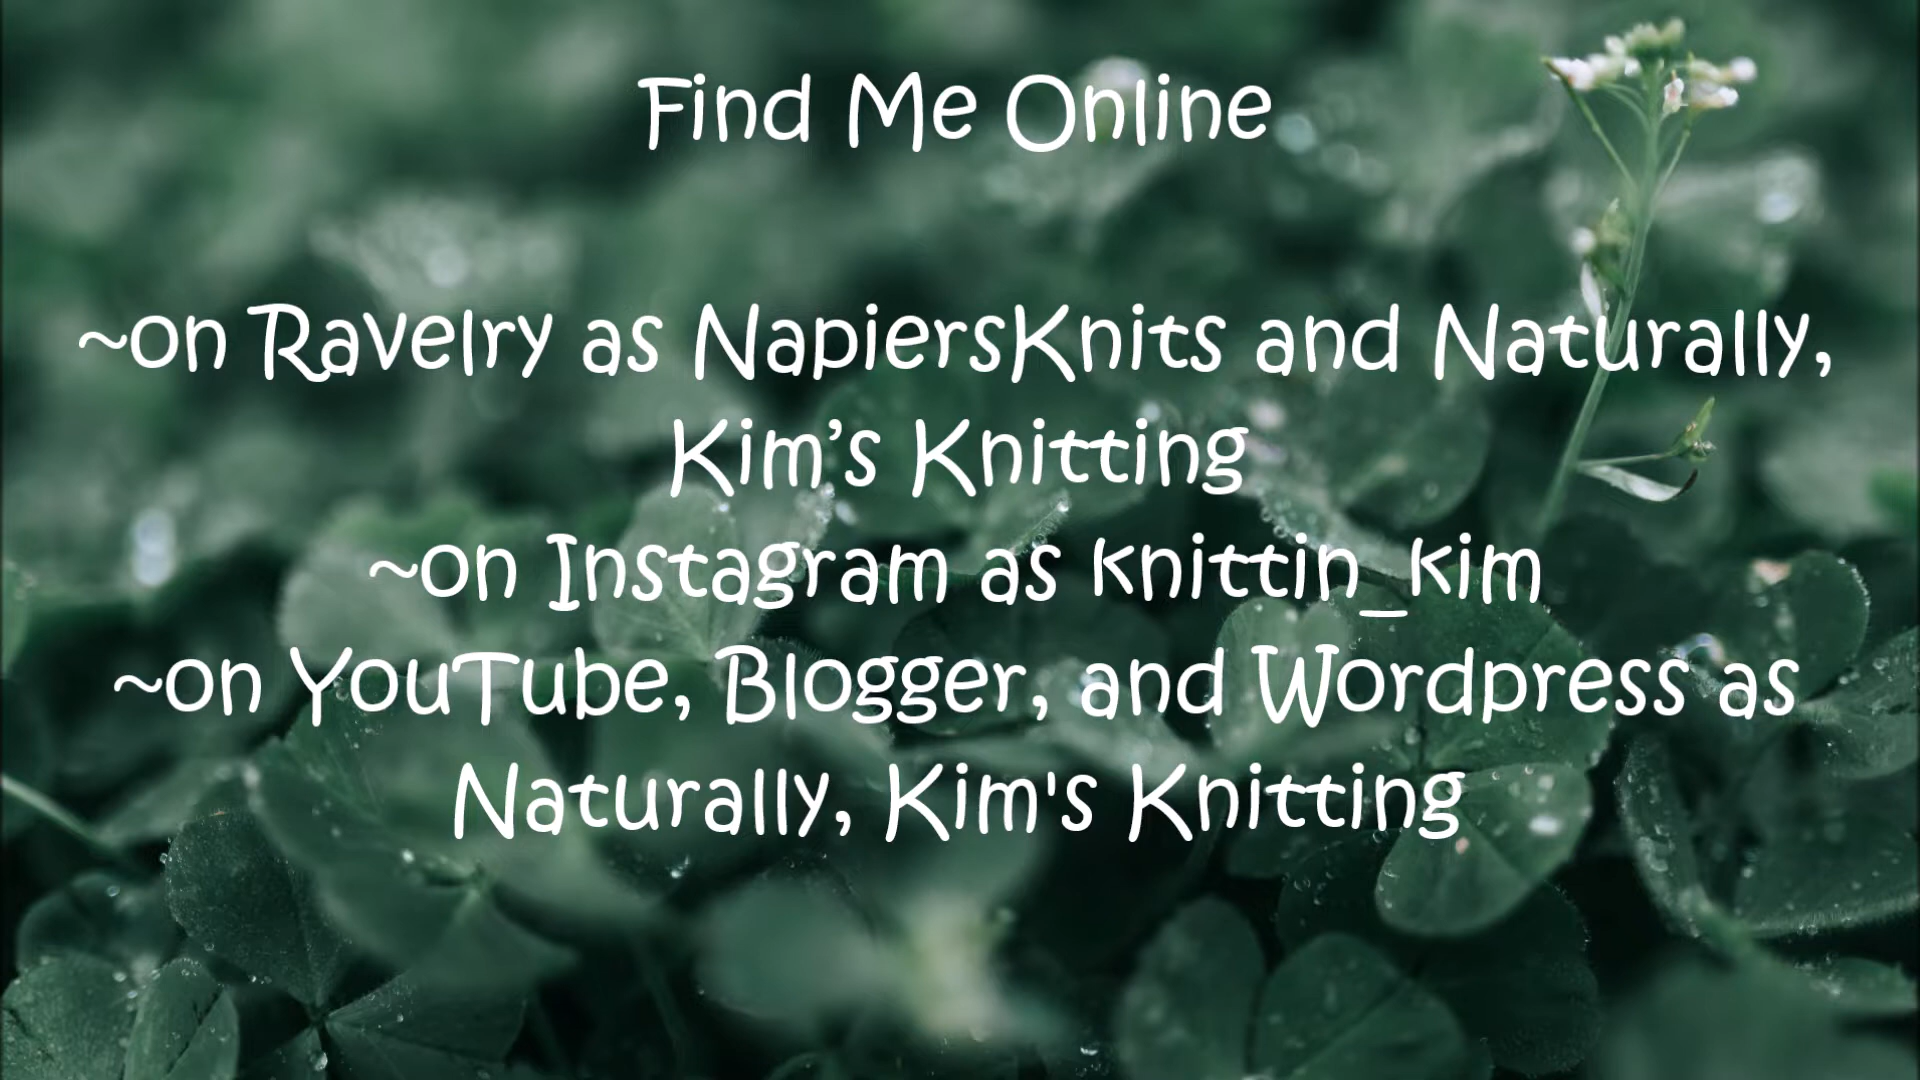 Find Me Online
~on Ravelry as NapiersKnits and Naturally,
Kim’s Knitting
~on Instagram as knittin_kim
~on YouTube, Blogger, and Wordpress as
Naturally, Kim's Knitting